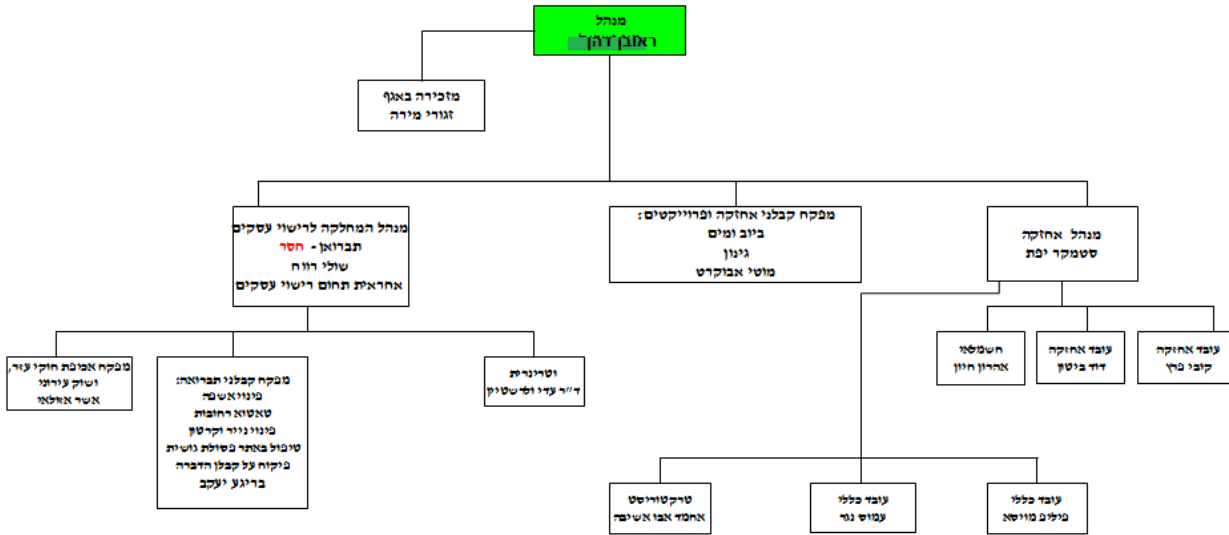 מנהל
ראובן דהן
מזכירה באגף
זגורי מירה
מנהל המחלקה לרישוי עסקים
תברואן - חסר
שולי רווח
אחראית תחום רישוי עסקים
מפקח קבלני אחזקה ופרוייקטים:
ביוב ומים
גינון
מוטי אבוקרט
מנהל אחזקה
סטמקר יפת
מפקח אכיפת חוקי עזר,
ושוק עירוני
אשר אזולאי
מפקח קבלני תברואה:
פינוי אשפה
טאטוא רחובות
פינוי נייר וקרטון
טיפול באתר פסולת גושית
פיקוח על קבלן הדברה
בריגע יעקב
וטרינרית
ד"ר עדי ולדשטיין
חשמלאי
אהרון חיון
עובד אחזקה
דוד ביטון
עובד אחזקה
קובי פרץ
טרקטוריסט
אחמד אבו אשיבה
עובד כללי
עמוס נגר
עובד כללי
פיליפ מויסא